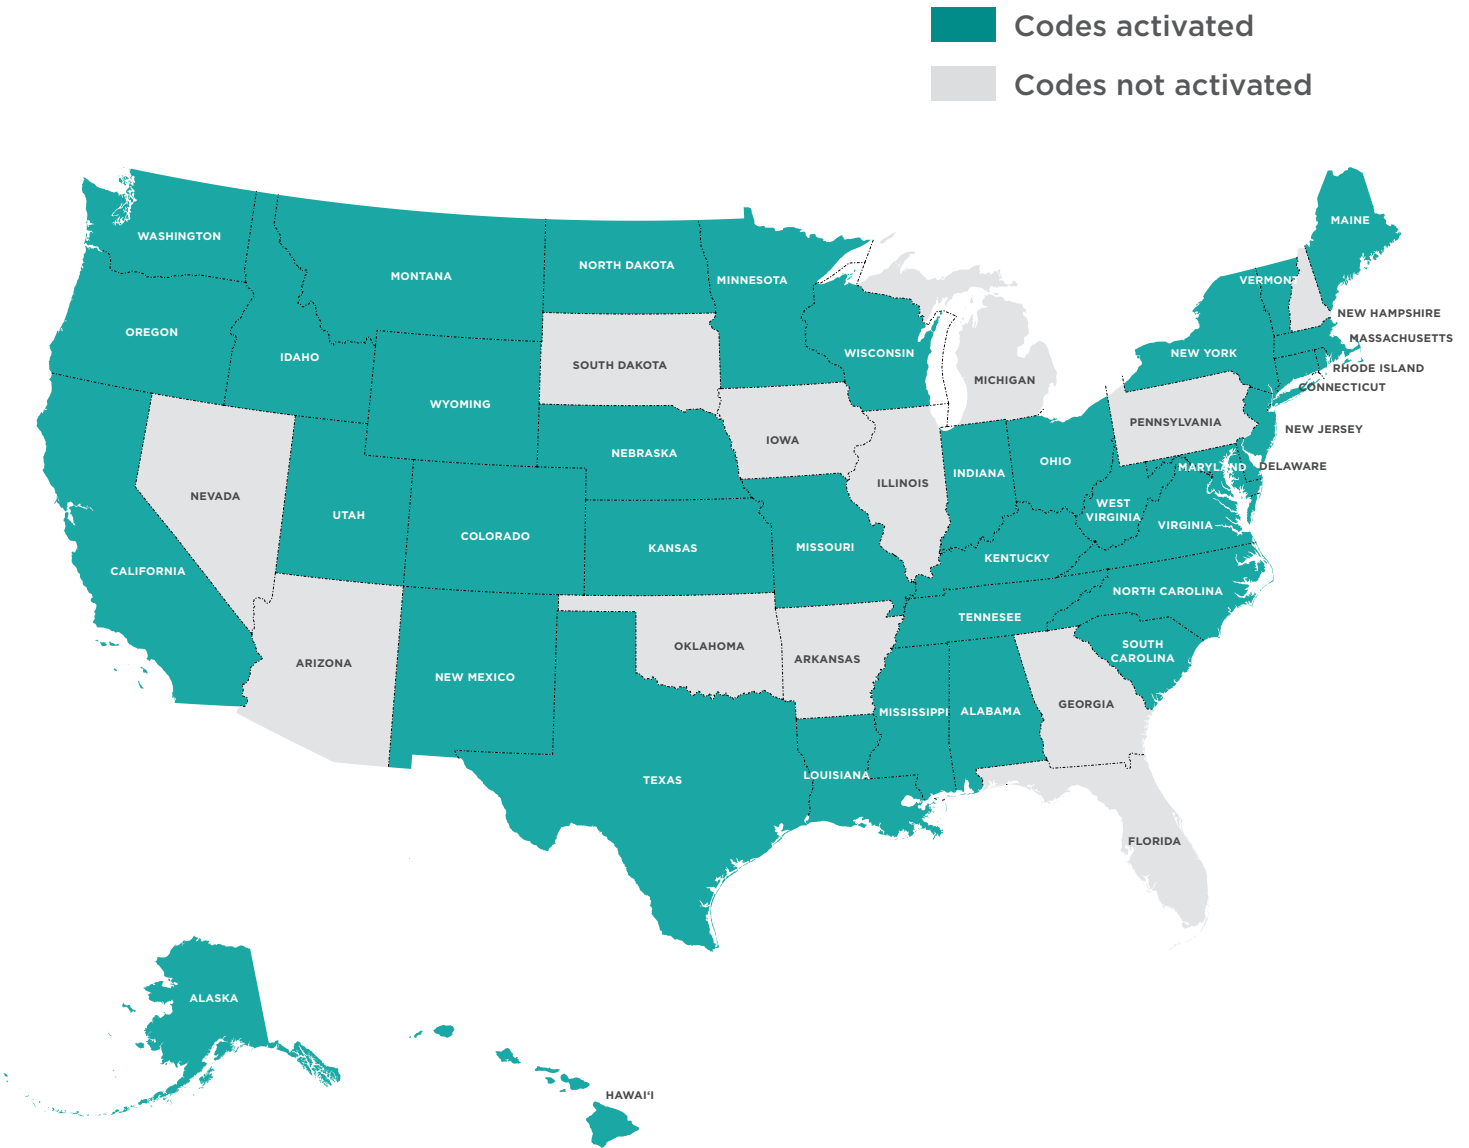 Codes activated
Codes not activated
MAINE
WASHINGTON
NORTH DAKOTA
MONTANA
MINNESOTA
VERMONT
NEW HAMPSHIRE
OREGON
MASSACHUSETTS
IDAHO
WISCONSIN
NEW YORK
SOUTH DAKOTA
RHODE ISLAND
MICHIGAN
CONNECTICUT
WYOMING
PENNSYLVANIA
NEW JERSEY
IOWA
NEBRASKA
OHIO
MARYLAND
DELAWARE
INDIANA
ILLINOIS
NEVADA
WEST
VIRGINIA
UTAH
VIRGINIA
COLORADO
KANSAS
MISSOURI
KENTUCKY
CALIFORNIA
NORTH CAROLINA
TENNESEE
OKLAHOMA
SOUTH
CAROLINA
ARKANSAS
ARIZONA
NEW MEXICO
GEORGIA
MISSISSIPPI
ALABAMA
LOUISIANA
TEXAS
FLORIDA
ALASKA
HAWAI‘I